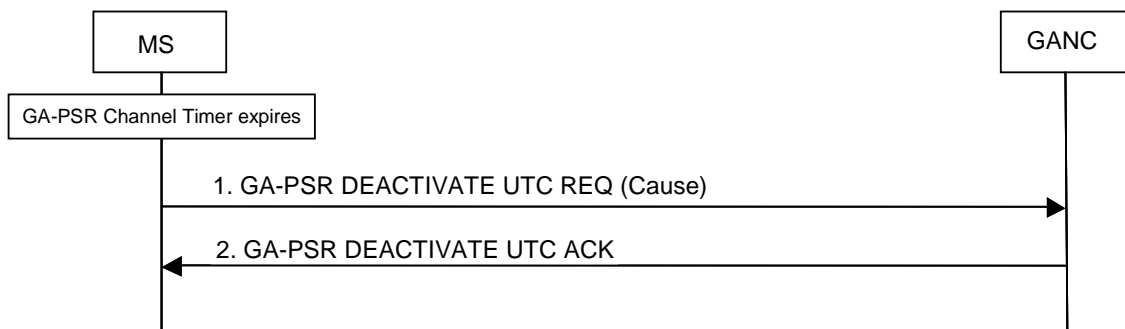 MS
GANC
GA-PSR Channel Timer expires
1. GA-PSR DEACTIVATE UTC REQ (Cause)
2. GA-PSR DEACTIVATE UTC ACK